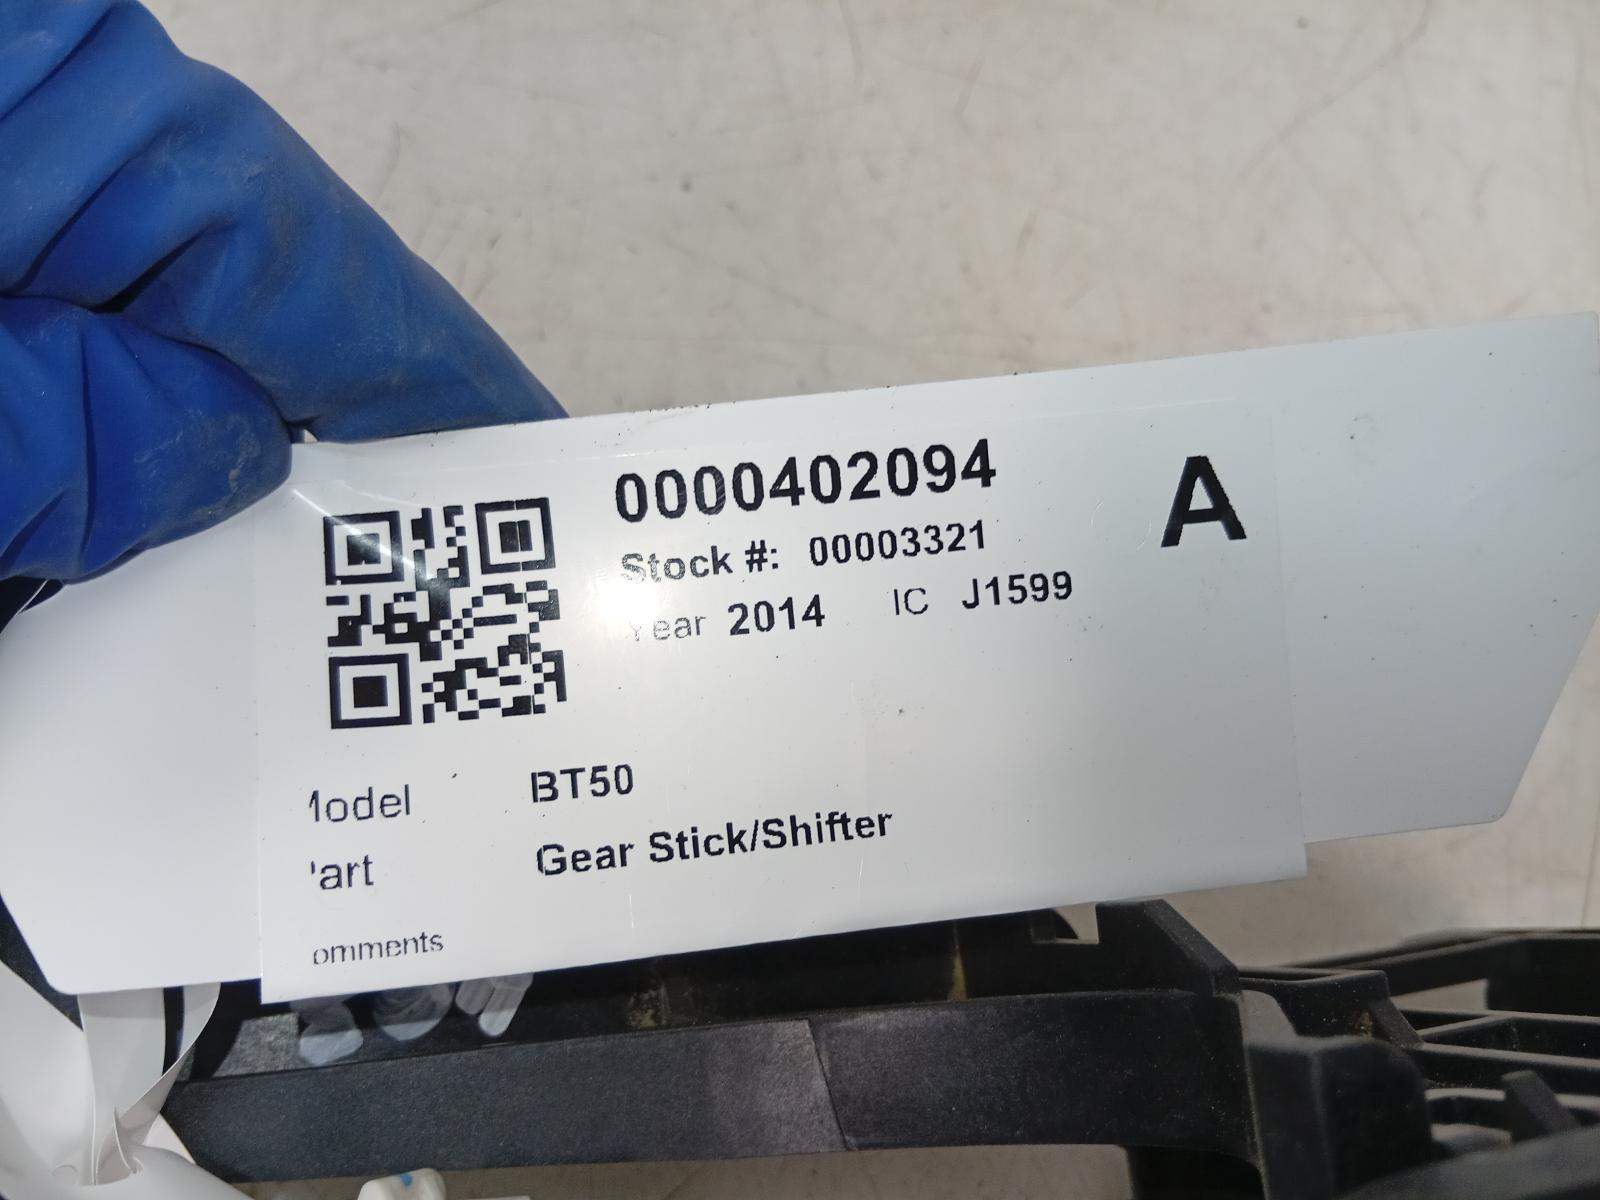 0000402094
A
Stock #: 00003321
Year 2014 IC J1599
Model BT50
Part Gear Stick/Shifter
omments